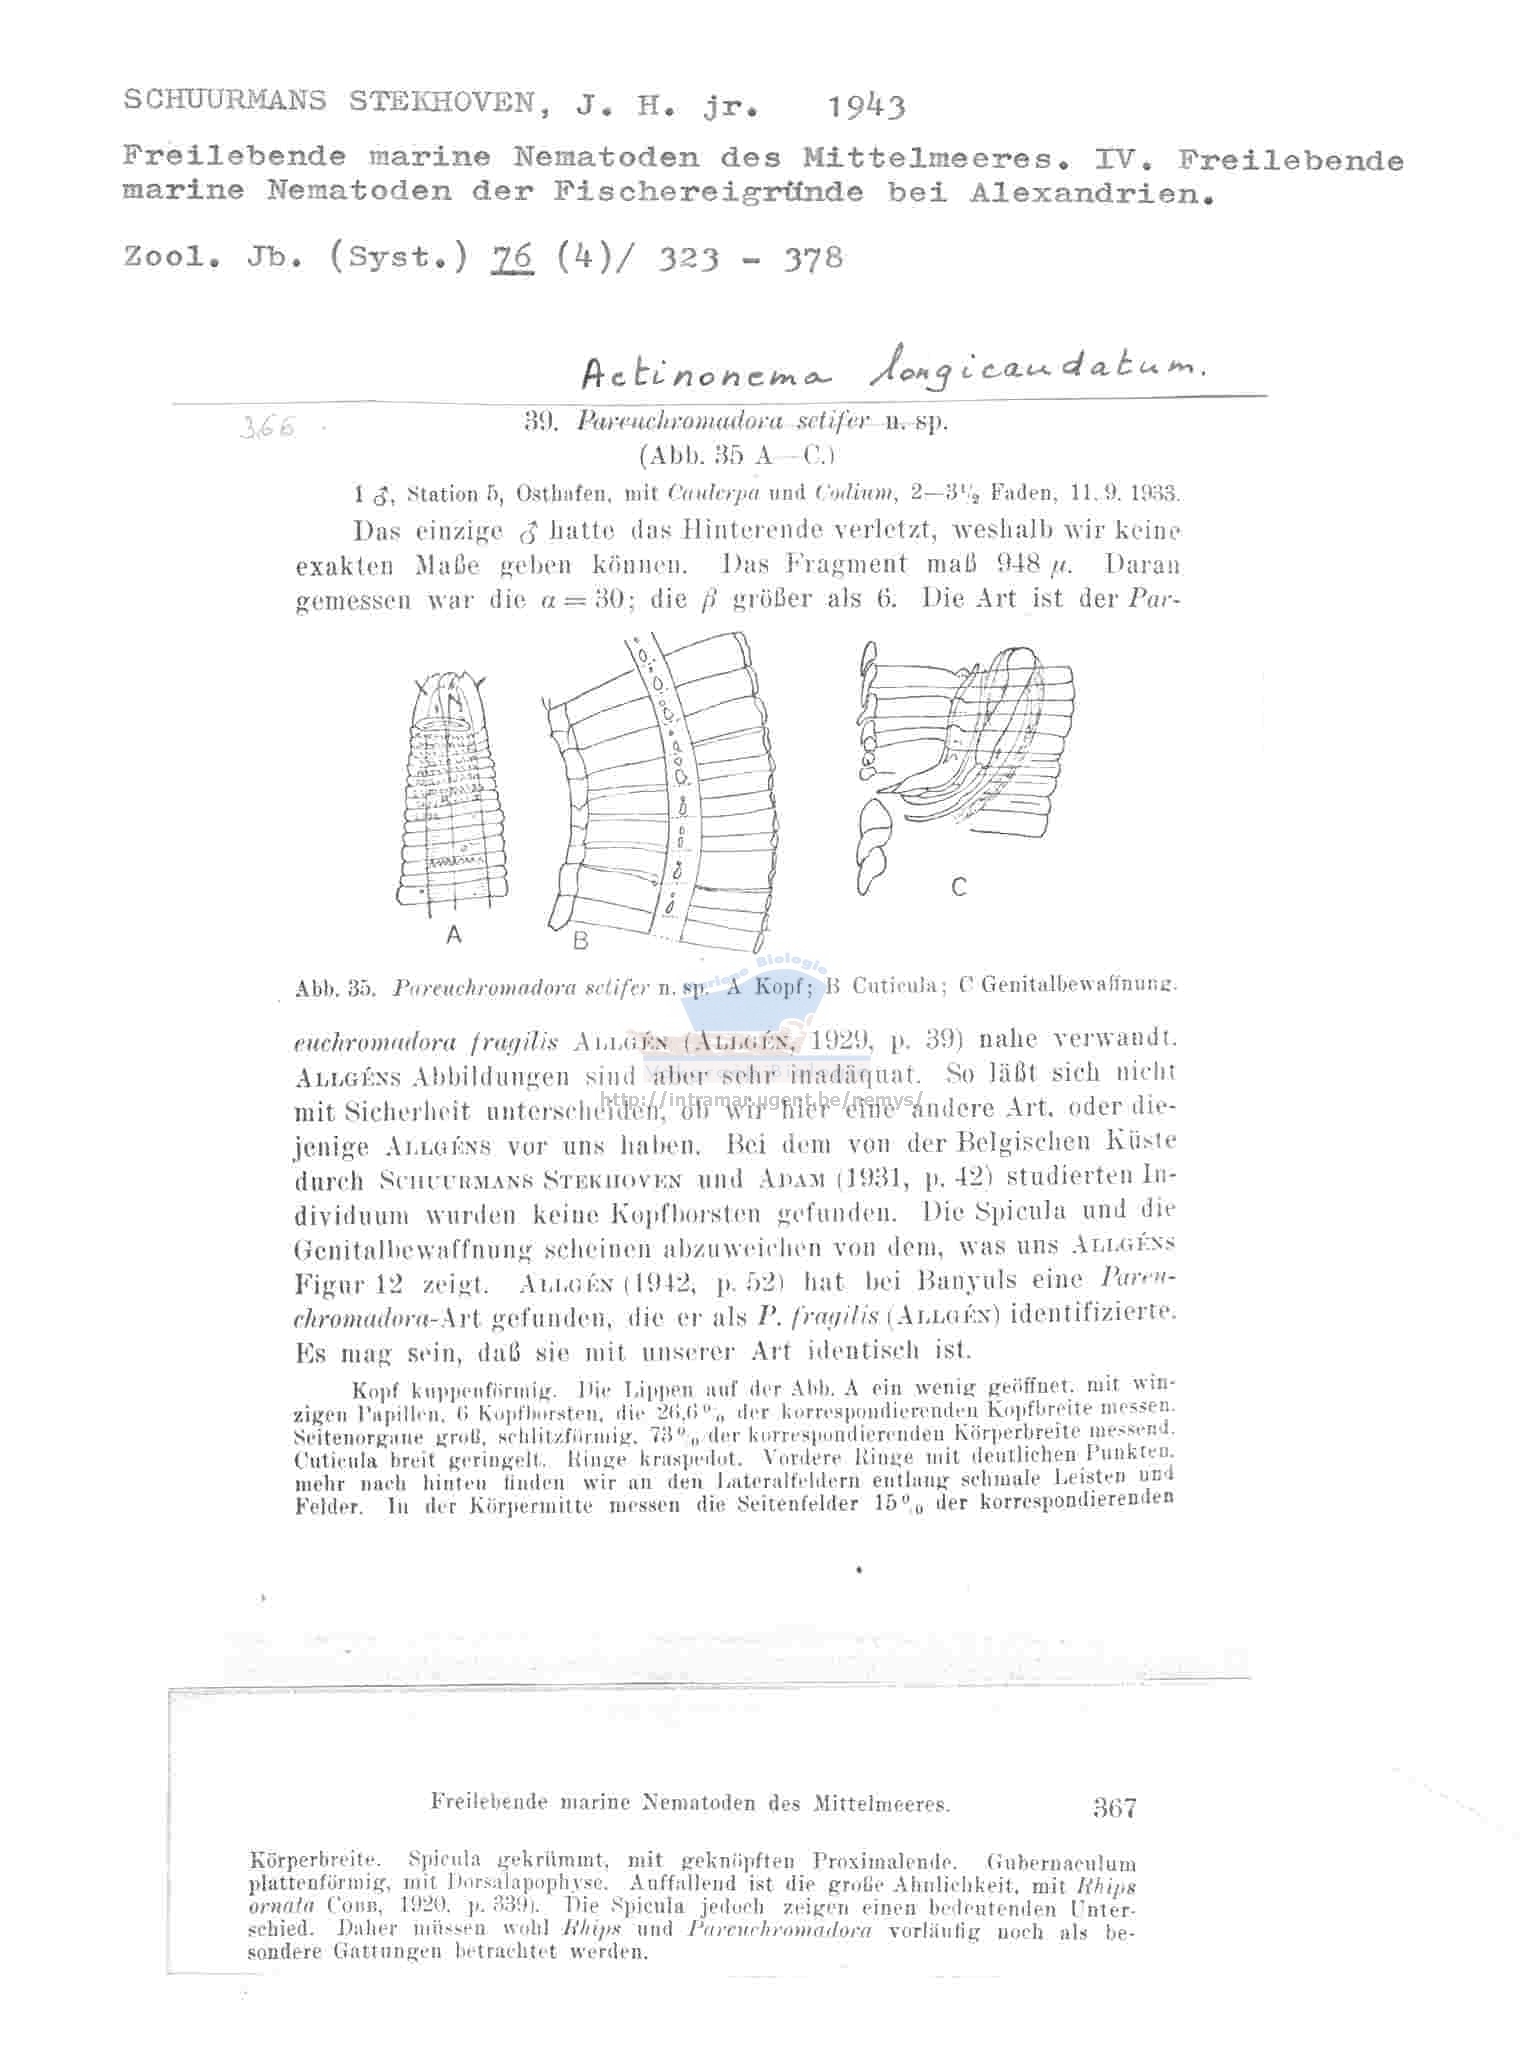 SCHUURMANS STEKHOVEN, J. H. jr. 1943
Freilebende marine Nematoden des Mittelmeeres. IV. Freilebende
marine Nematoden der Fischereigründe bei Alexandrien.
Zool. Jb. (Syst.) 76 (4)/ 323 - 378
Actinonema longicaudatum.
366
39. Pareuchromadora setifer n. sp.
(Abb. 35 A—C.)
1 ♂, Station 5, Osthafen, mit Caulerpa und Codium, 2—3½ Faden, 11. 9. 1933.
Das einzige ♂ hatte das Hinterende verletzt, weshalb wir keine
exakten Maße geben können. Das Fragment maß 948 μ. Daran
gemessen war die α = 30; die β größer als 6. Die Art ist der Par-
A
B
C
Abb. 35. Pareuchromadora setifer n. sp. A Kopf; B Cuticula; C Genitalbewaffnung.
euchromadora fragilis ALLGÉN (ALLGÉN, 1929, p. 39) nahe verwandt.
ALLGÉNS Abbildungen sind aber sehr inadäquat. So läßt sich nicht
http://intramar.ugent.be/nemys/
mit Sicherheit unterscheiden, ob wir hier eine andere Art, oder die-
jenige ALLGÉNS vor uns haben. Bei dem von der Belgischen Küste
durch SCHUURMANS STEKHOVEN und ADAM (1931, p. 42) studierten In-
dividuum wurden keine Kopfborsten gefunden. Die Spicula und die
Genitalbewaffnung scheinen abzuweichen von dem, was uns ALLGÉNS
Figur 12 zeigt. ALLGÉN (1942, p. 52) hat bei Banyuls eine Pareu-
chromadora-Art gefunden, die er als P. fragilis (ALLGÉN) identifizierte.
Es mag sein, daß sie mit unserer Art identisch ist.
Kopf kuppenförmig. Die Lippen auf der Abb. A ein wenig geöffnet, mit win-
zigen Papillen, 6 Kopfborsten, die 26,6% der korrespondierenden Kopfbreite messen.
Seitenorgane groß, schlitzförmig, 73% der korrespondierenden Körperbreite messend.
Cuticula breit geringelt. Ringe kraspedot. Vordere Ringe mit deutlichen Punkten,
mehr nach hinten finden wir an den Lateralfeldern entlang schmale Leisten und
Felder. In der Körpermitte messen die Seitenfelder 15% der korrespondierenden
Freilebende marine Nematoden des Mittelmeeres. 367
Körperbreite. Spicula gekrümmt, mit geknöpften Proximalende. Gubernaculum
plattenförmig, mit Dorsalapophyse. Auffallend ist die große Ähnlichkeit, mit Rhips
ornata COBB, 1920, p. 339). Die Spicula jedoch zeigen einen bedeutenden Unter-
schied. Daher müssen wohl Rhips und Pareuchromadora vorläufig noch als be-
sondere Gattungen betrachtet werden.